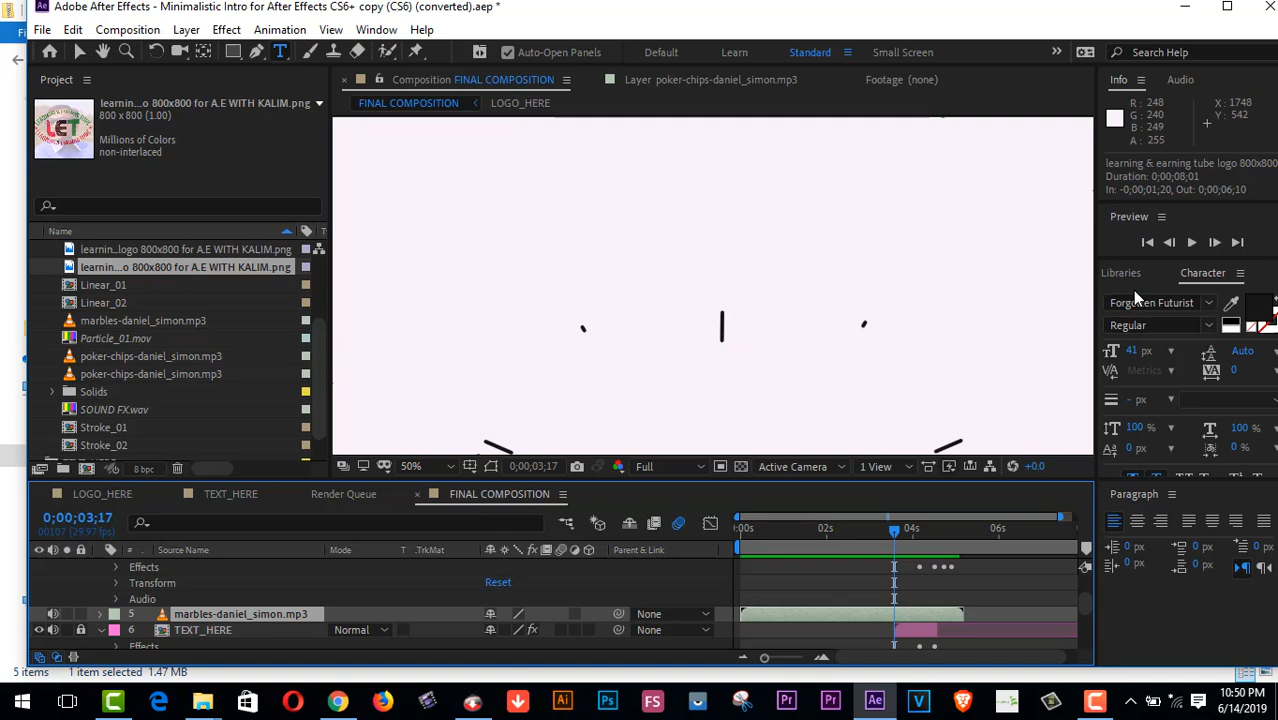 Adobe After Effects - Minimalistic Intro for After Effects CS6+ copy (CS6) (converted).aep *
File Edit Composition Layer Effect Animation View Window Help
Auto-Opening Panels Default Learn Standard Small Screen Search Help
Project
Composition FINAL COMPOSITION
Layer poker-chips-daniel_simon.mp3
Footage (none)
Info Audio
FINAL COMPOSITION LOGO_HERE
learnin...o 800x800 for A.E WITH KALIM.png
800 x 800 (1.00)
Millions of Colors
non-interlaced
LET
R: 248
G: 240
B: 249
A: 255
X: 1748
Y: 542
learning & earning tube logo 800x800
Duration: 0;00;08;01
In: -0;00;01;20, Out: 0;00;06;10
Preview
Name
learnin...logo 800x800 for A.E WITH KALIM.png
learnin...o 800x800 for A.E WITH KALIM.png
Linear_01
Linear_02
marbles-daniel_simon.mp3
Particle_01.mov
poker-chips-daniel_simon.mp3
poker-chips-daniel_simon.mp3
Solids
SOUND FX.wav
Stroke_01
Stroke_02
8 bpc
Libraries Character
Forgotten Futurist
Regular
41 px Auto
Metrics 0
- px
100 % 100 %
0 px 0 %
50% 0;00;03;17 Full Active Camera 1 View +0.0
LOGO_HERE TEXT_HERE Render Queue FINAL COMPOSITION
0;00;03;17
00107 (29.97 fps)
:00s 02s 04s 06s
# Source Name Mode T .TrkMat Parent & Link
Effects
Transform Reset
Audio
5 marbles-daniel_simon.mp3 None
6 TEXT_HERE Normal None
Effects
Paragraph
0 px 0 px 0 px
0 px 0 px
5 items 1 item selected 1.47 MB
10:50 PM
6/14/2019